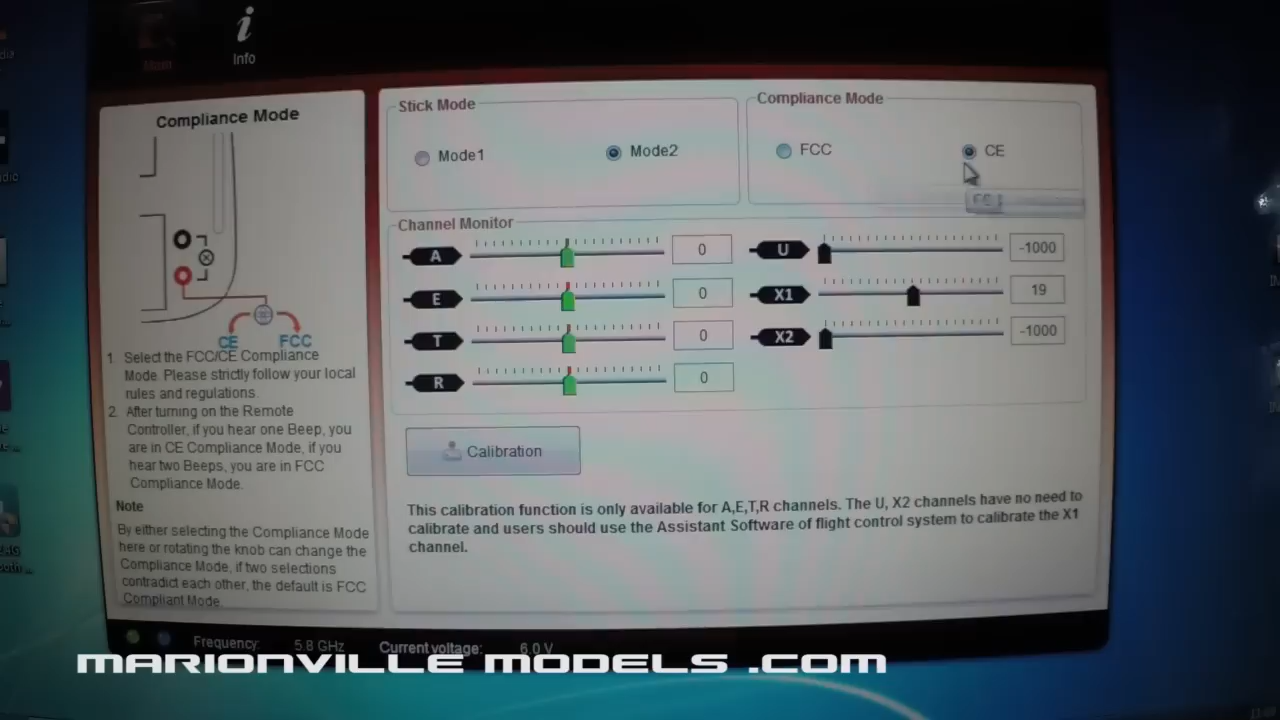 Info
Main
Compliance Mode
CE FCC
1. Select the FCC/CE Compliance
Mode. Please strictly follow your local
rules and regulations.
2. After turning on the Remote
Controller, if you hear one Beep, you
are in CE Compliance Mode, if you
hear two Beeps, you are in FCC
Compliance Mode.
Note
By either selecting the Compliance Mode
here or rotating the knob can change the
Compliance Mode, if two selections
contradict each other, the default is FCC
Compliant Mode.
Stick Mode
Mode1 Mode2
Compliance Mode
FCC CE
Channel Monitor
A 0
E 0
T 0
R 0
U -1000
X1 19
X2 -1000
Calibration
This calibration function is only available for A,E,T,R channels. The U, X2 channels have no need to
calibrate and users should use the Assistant Software of flight control system to calibrate the X1
channel.
Frequency: 5.8 GHz Current voltage: 6.0 V
MARIONVILLE MODELS .COM